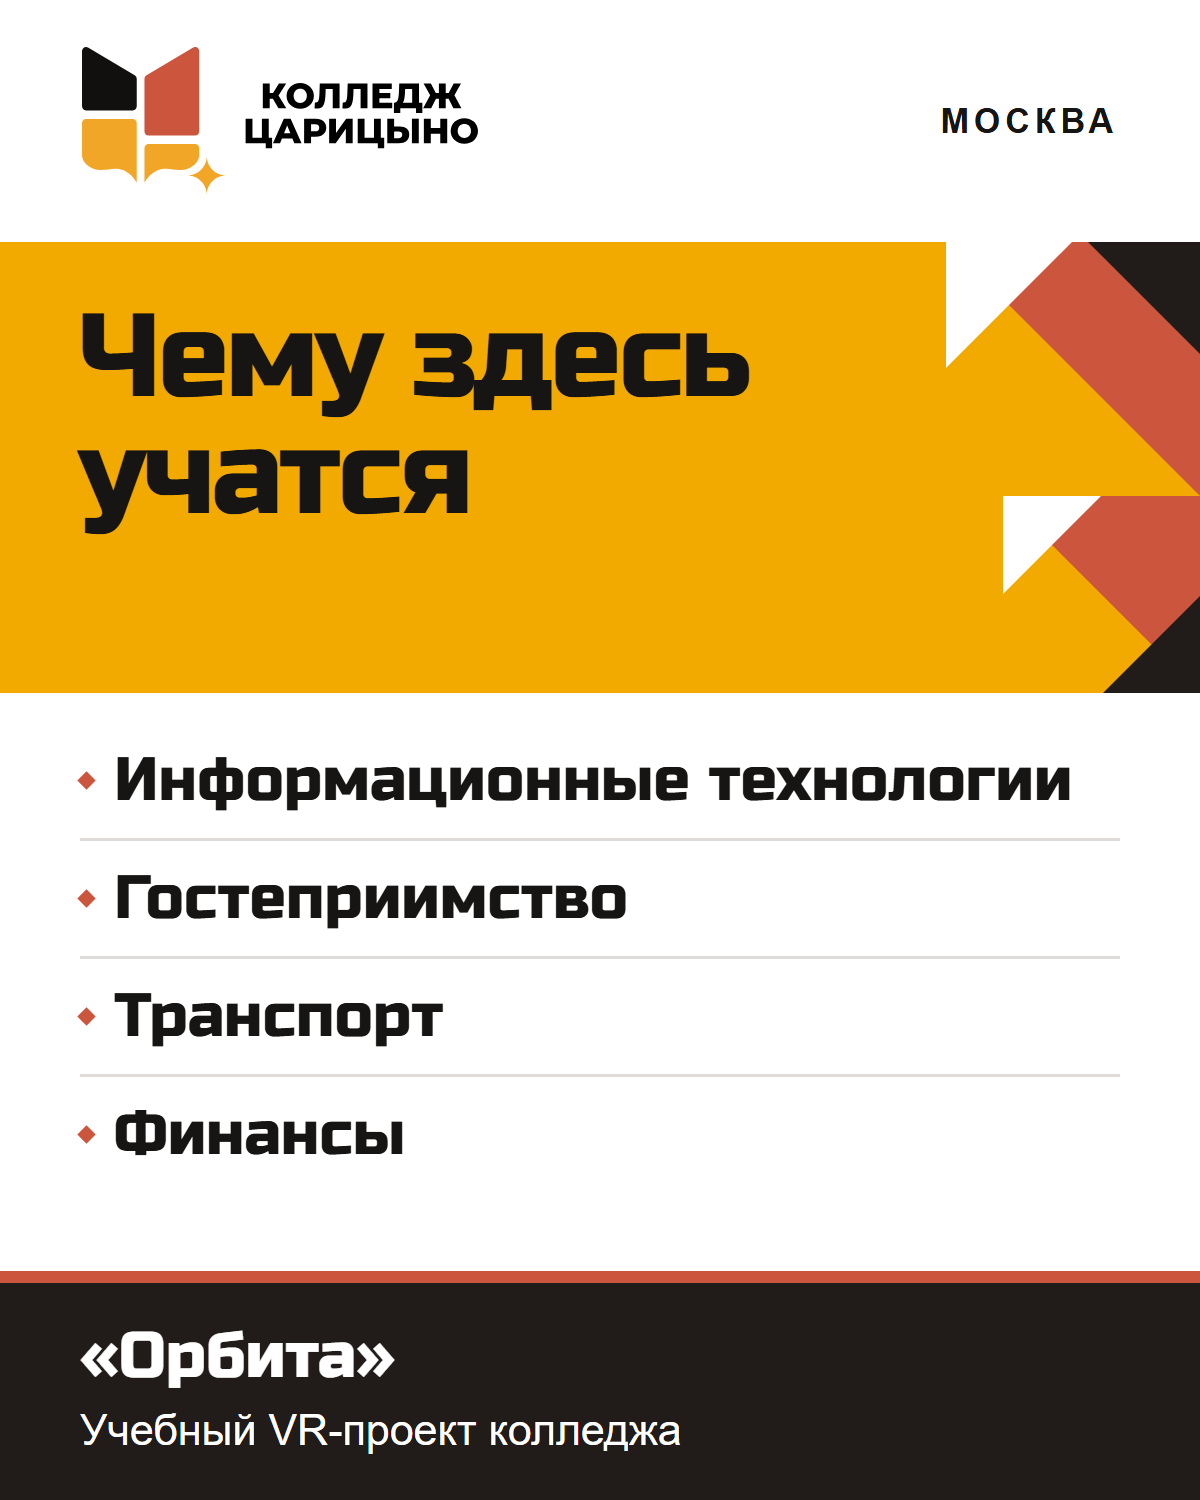 КОЛЛЕДЖ
ЦАРИЦЫНО
МОСКВА
Чему здесь
учатся
Информационные технологии
Гостеприимство
Транспорт
Финансы
«Орбита»
Учебный VR-проект колледжа